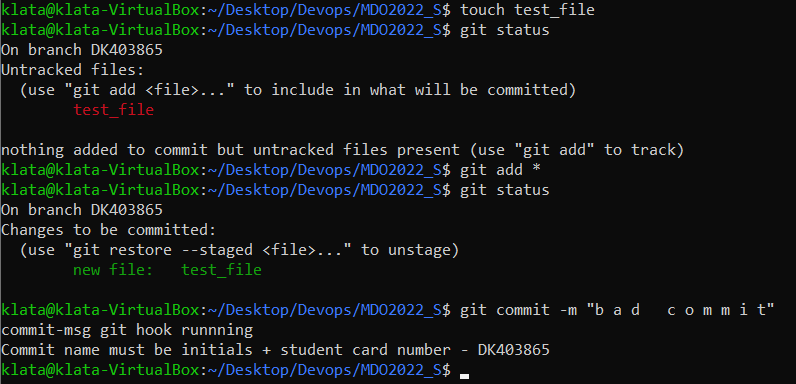 klata@klata-VirtualBox:~/Desktop/Devops/MDO2022_S$ touch test_file
klata@klata-VirtualBox:~/Desktop/Devops/MDO2022_S$ git status
On branch DK403865
Untracked files:
  (use "git add <file>..." to include in what will be committed)
        test_file

nothing added to commit but untracked files present (use "git add" to track)
klata@klata-VirtualBox:~/Desktop/Devops/MDO2022_S$ git add *
klata@klata-VirtualBox:~/Desktop/Devops/MDO2022_S$ git status
On branch DK403865
Changes to be committed:
  (use "git restore --staged <file>..." to unstage)
        new file:   test_file

klata@klata-VirtualBox:~/Desktop/Devops/MDO2022_S$ git commit -m "b a d   c o m m i t"
commit-msg git hook runnning
Commit name must be initials + student card number - DK403865
klata@klata-VirtualBox:~/Desktop/Devops/MDO2022_S$